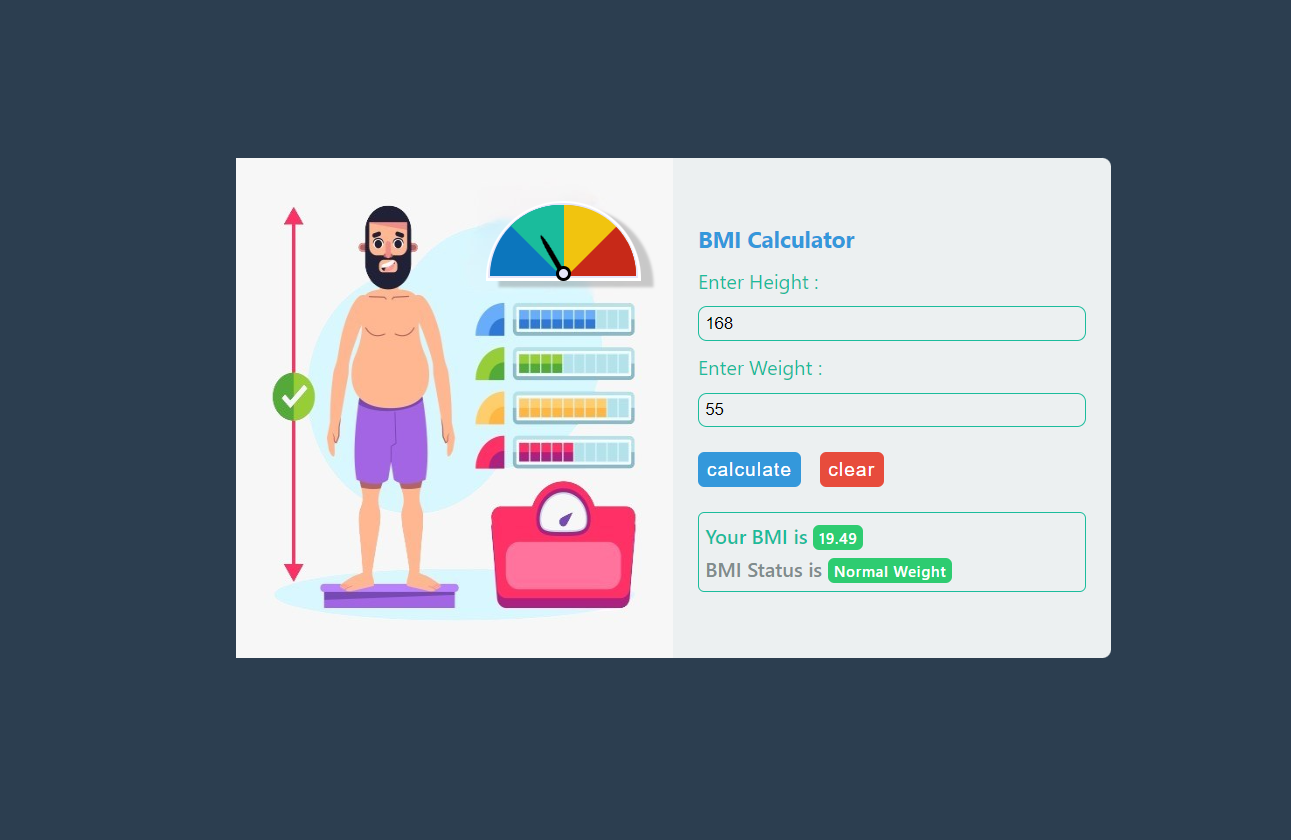 BMI Calculator
Enter Height :
168
Enter Weight :
55
calculate clear
Your BMI is 19.49
BMI Status is Normal Weight